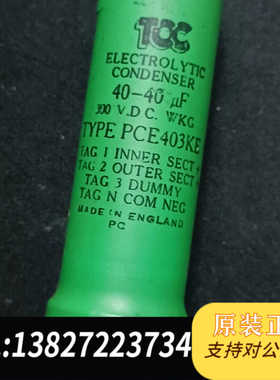 TCC
ELECTROLYTIC
CONDENSER
40-40 µF
300 V.D.C. WKG
TYPE PCE403KE
TAG 1 INNER SECT +
TAG 2 OUTER SECT +
TAG 3 DUMMY
TAG N COM NEG
MADE IN ENGLAND
PC
:13827223734
原装正
支持对公